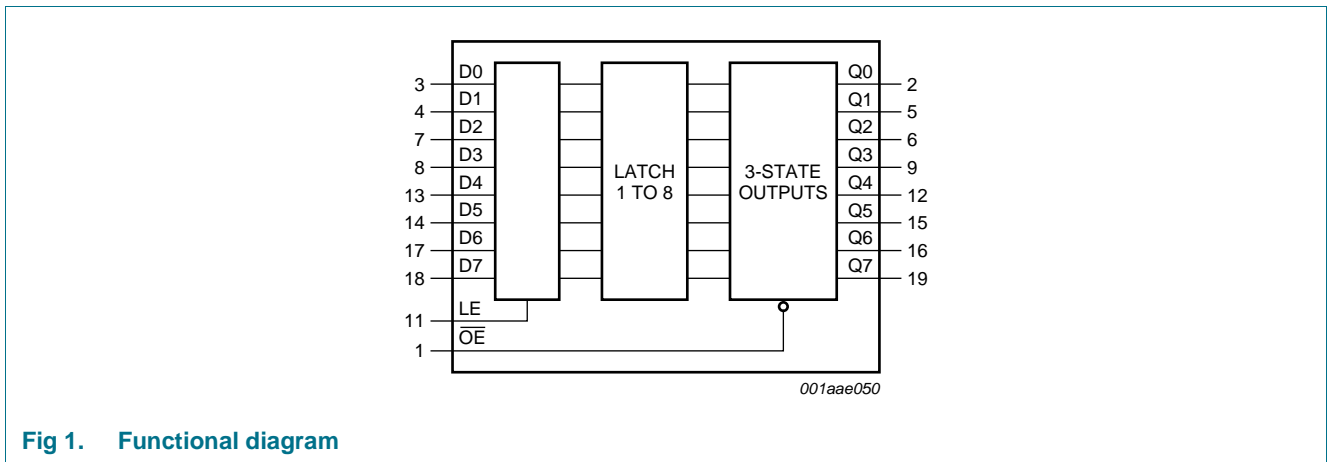 3 D0 Q0 2
4 D1 Q1 5
7 D2 Q2 6
8 D3 Q3 9
13 D4 LATCH 3-STATE Q4 12
1 TO 8 OUTPUTS
14 D5 Q5 15
17 D6 Q6 16
18 D7 Q7 19
11 LE
1 O̅E̅
001aae050
Fig 1. Functional diagram